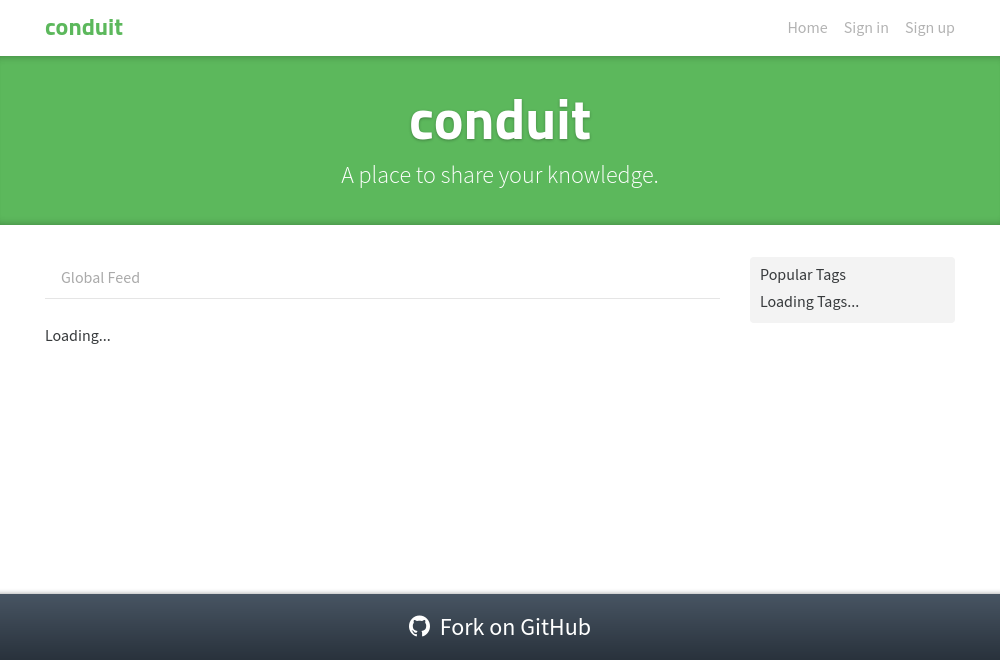 conduit
Home Sign in Sign up
conduit
A place to share your knowledge.
Global Feed
Loading...
Popular Tags
Loading Tags...
Fork on GitHub